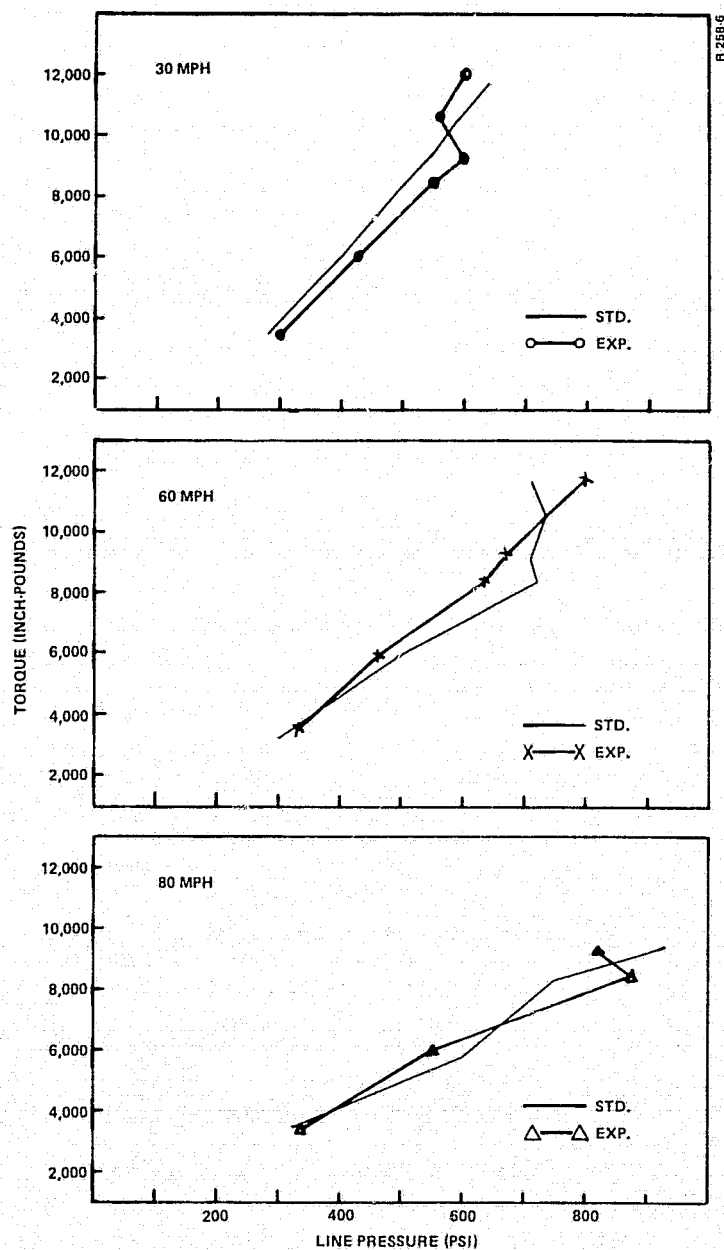 R 258-6
30 MPH
12,000
10,000
8,000
6,000
4,000
2,000
STD.
EXP.
60 MPH
12,000
10,000
8,000
6,000
4,000
2,000
STD.
EXP.
TORQUE (INCH-POUNDS)
80 MPH
12,000
10,000
8,000
6,000
4,000
2,000
STD.
EXP.
200
400
600
800
LINE PRESSURE (PSI)